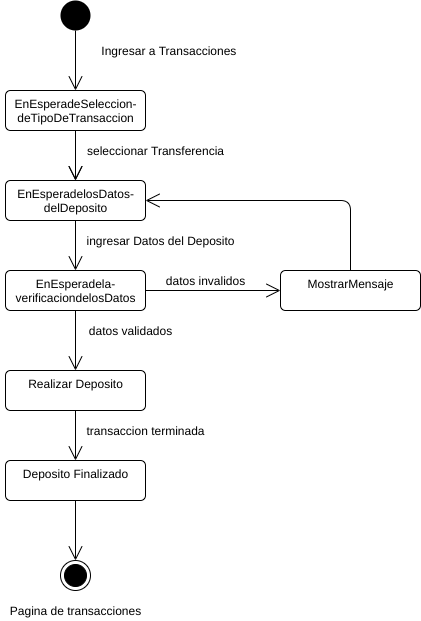 Ingresar a Transacciones
EnEsperadeSeleccion-
deTipoDeTransaccion
seleccionar Transferencia
EnEsperadelosDatos-
delDeposito
ingresar Datos del Deposito
EnEsperadela-
verificaciondelosDatos
datos invalidos
MostrarMensaje
datos validados
Realizar Deposito
transaccion terminada
Deposito Finalizado
Pagina de transacciones